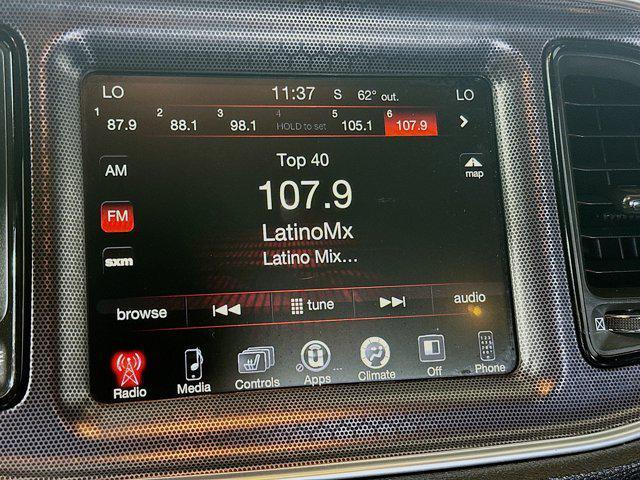 LO 11:37 S 62° out. LO
1 87.9 2 88.1 3 98.1 4 HOLD to set 5 105.1 6 107.9
AM
Top 40
map
107.9
FM
LatinoMx
sxm
Latino Mix...
browse tune audio
Radio Media Controls Apps Climate Off Phone